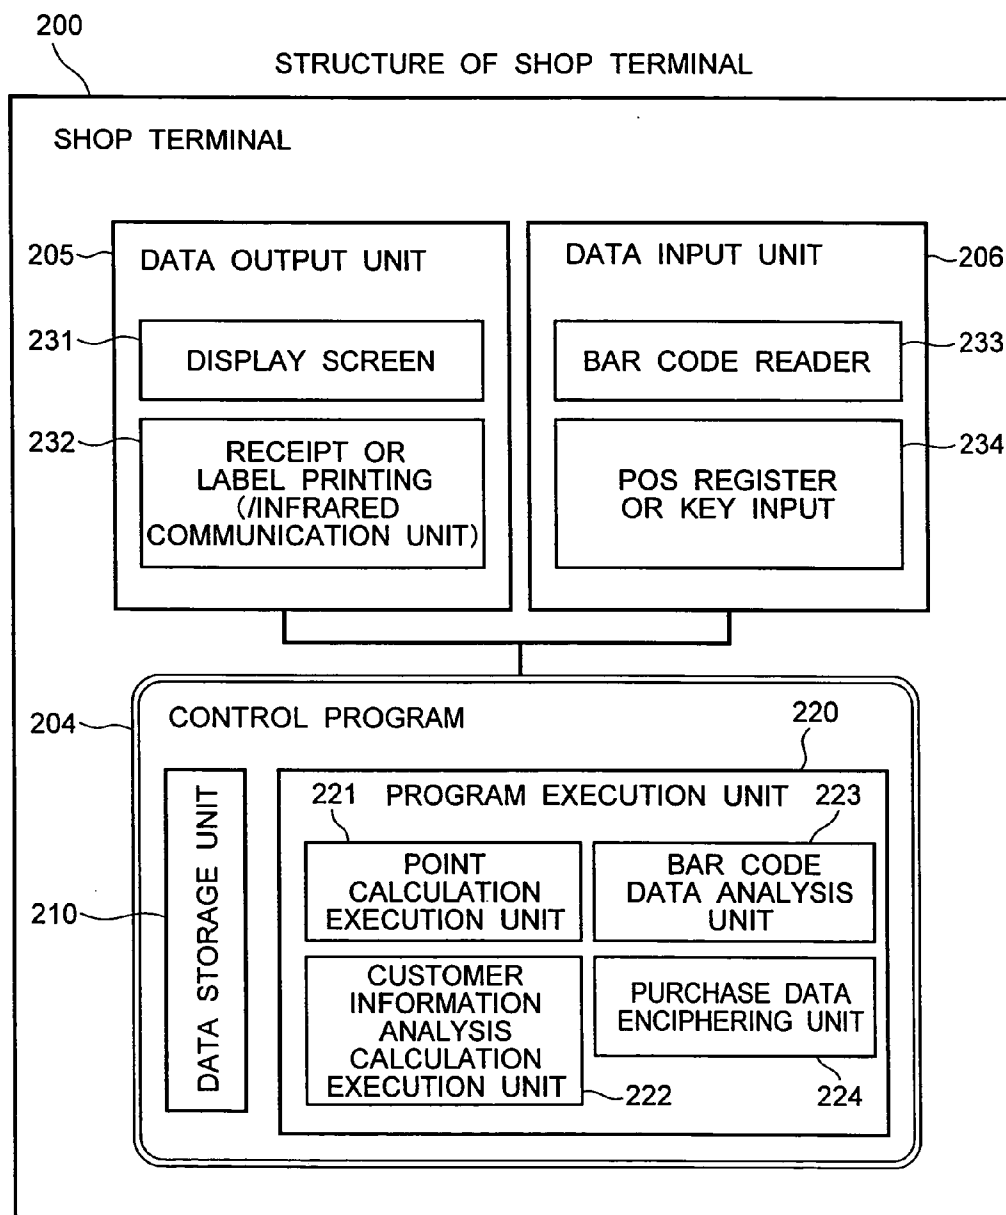 200
STRUCTURE OF SHOP TERMINAL
SHOP TERMINAL
205
DATA OUTPUT UNIT
231
DISPLAY SCREEN
232
RECEIPT OR
LABEL PRINTING
(/INFRARED
COMMUNICATION UNIT)
DATA INPUT UNIT
206
BAR CODE READER
233
POS REGISTER
OR KEY INPUT
234
204
CONTROL PROGRAM
210
DATA STORAGE UNIT
220
PROGRAM EXECUTION UNIT
221
POINT
CALCULATION
EXECUTION UNIT
223
BAR CODE
DATA ANALYSIS
UNIT
CUSTOMER
INFORMATION
ANALYSIS
CALCULATION
EXECUTION UNIT
222
PURCHASE DATA
ENCIPHERING UNIT
224